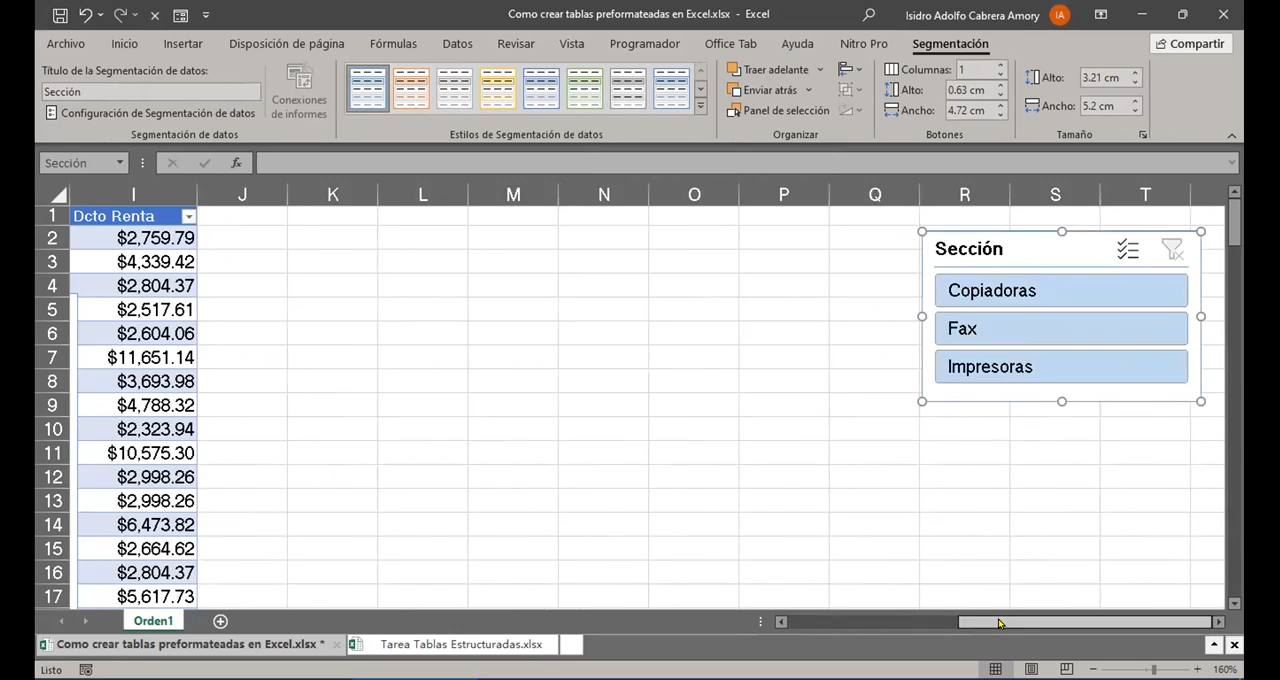 Como crear tablas preformateadas en Excel.xlsx - Excel
Isidro Adolfo Cabrera Amory
IA
Archivo Inicio Insertar Disposición de página Fórmulas Datos Revisar Vista Programador Office Tab Ayuda Nitro Pro Segmentación
Compartir
Título de la Segmentación de datos:
Sección
Configuración de Segmentación de datos
Segmentación de datos
Conexiones
de informes
Estilos de Segmentación de datos
Traer adelante
Enviar atrás
Panel de selección
Organizar
Columnas: 1
Alto: 0.63 cm
Ancho: 4.72 cm
Botones
Alto: 3.21 cm
Ancho: 5.2 cm
Tamaño
Sección
fx
I J K L M N O P Q R S T
1 Dcto Renta
2 $2,759.79
3 $4,339.42
4 $2,804.37
5 $2,517.61
6 $2,604.06
7 $11,651.14
8 $3,693.98
9 $4,788.32
10 $2,323.94
11 $10,575.30
12 $2,998.26
13 $2,998.26
14 $6,473.82
15 $2,664.62
16 $2,804.37
17 $5,617.73
Sección
Copiadoras
Fax
Impresoras
Orden1
Como crear tablas preformateadas en Excel.xlsx *
Tarea Tablas Estructuradas.xlsx
Listo
160%